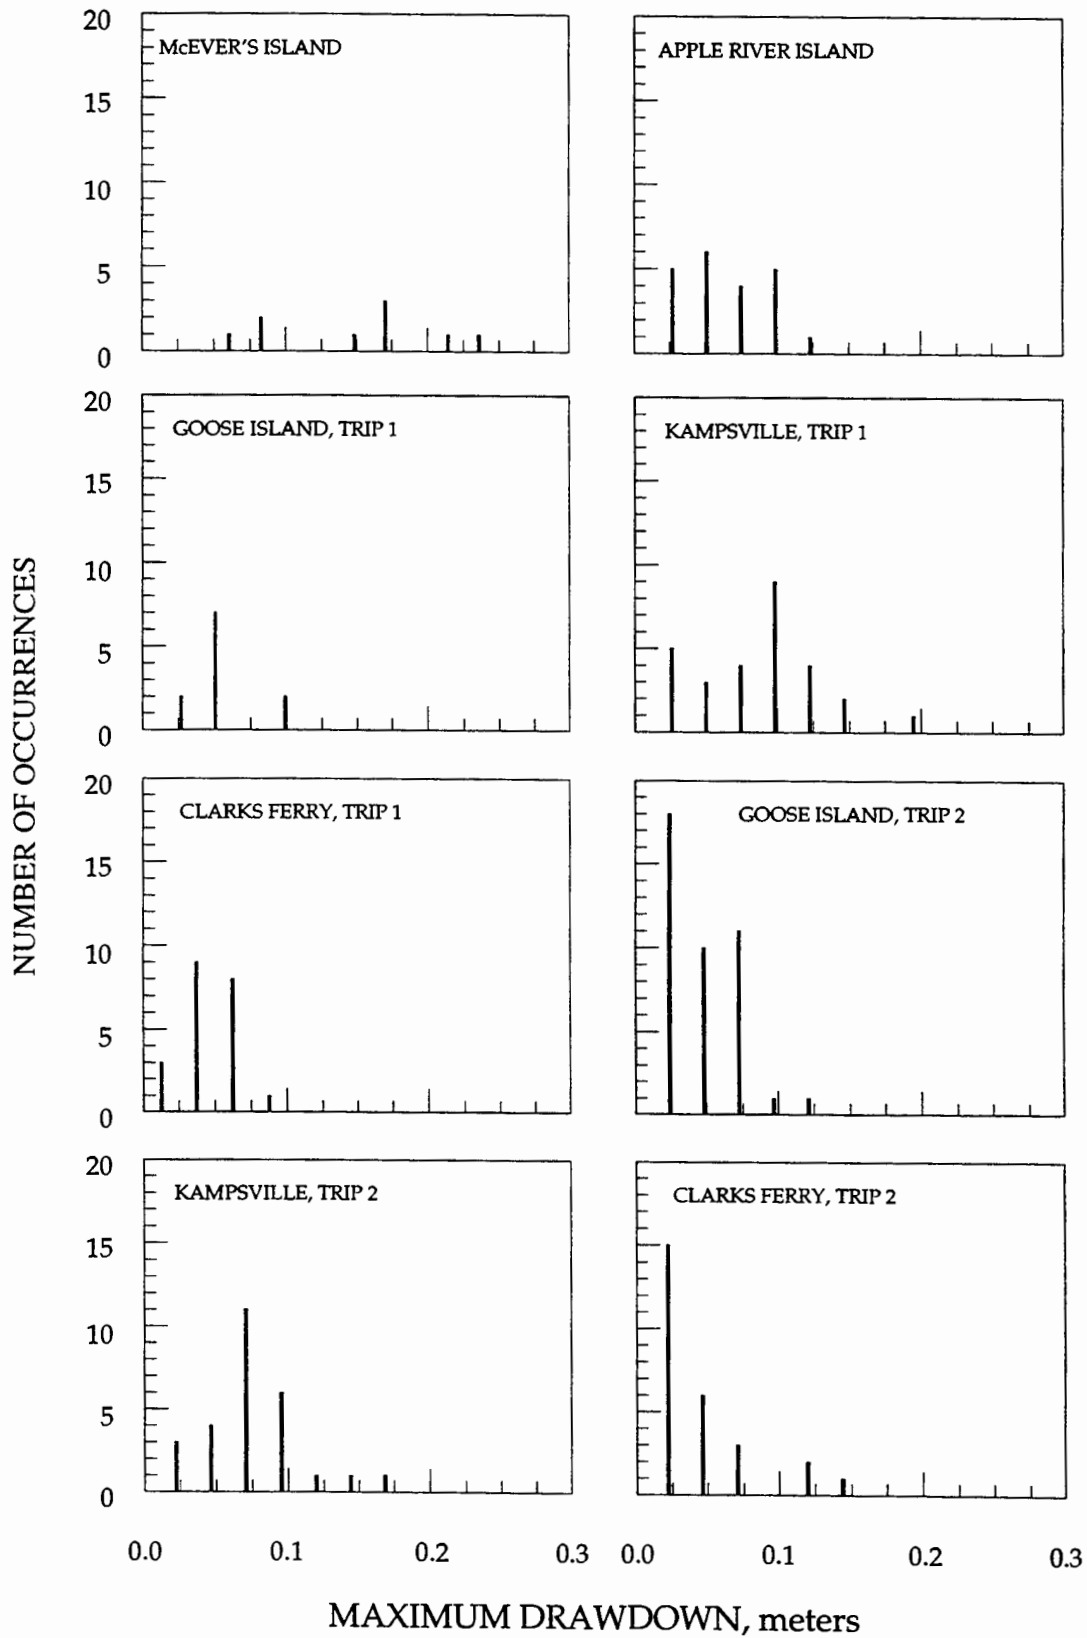 20
15
10
5
0
McEVER'S ISLAND
APPLE RIVER ISLAND
20
15
10
5
0
GOOSE ISLAND, TRIP 1
KAMPSVILLE, TRIP 1
20
15
10
5
0
CLARKS FERRY, TRIP 1
GOOSE ISLAND, TRIP 2
20
15
10
5
0
KAMPSVILLE, TRIP 2
CLARKS FERRY, TRIP 2
NUMBER OF OCCURRENCES
0.0 0.1 0.2 0.3 0.0 0.1 0.2 0.3
MAXIMUM DRAWDOWN, meters